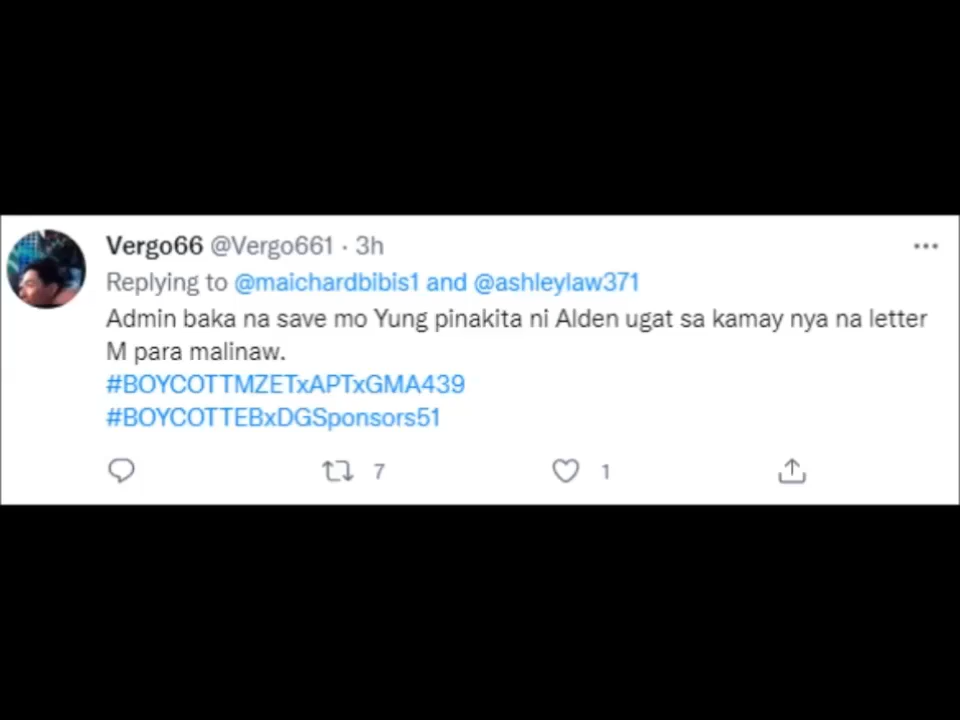 Vergo66 @Vergo661 · 3h
Replying to @maichardbibis1 and @ashleylaw371
Admin baka na save mo Yung pinakita ni Alden ugat sa kamay nya na letter
M para malinaw.
#BOYCOTTMZETxAPTxGMA439
#BOYCOTTEBxDGSponsors51
7 1